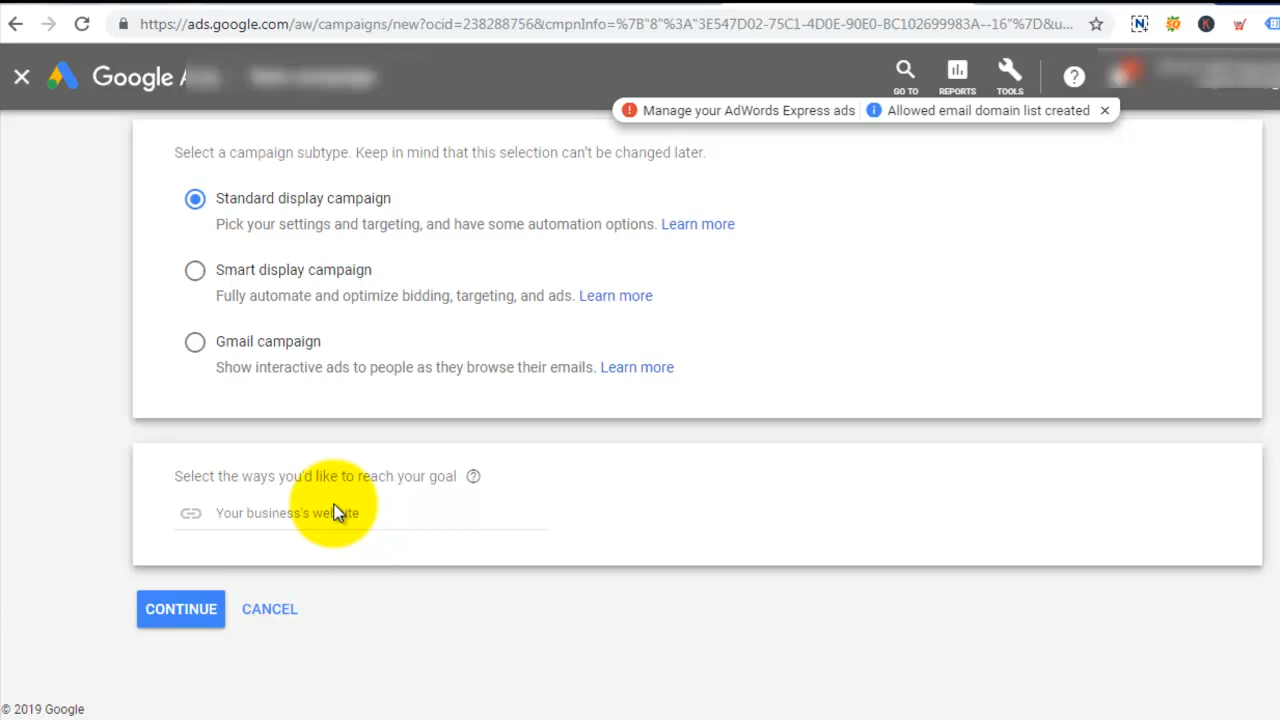 https://ads.google.com/aw/campaigns/new?ocid=238288756&cmpnInfo=%7B"8"%3A"3E547D02-75C1-4D0E-90E0-BC102699983A--16"%7D&u...
Google A
GO TO
REPORTS
TOOLS
Manage your AdWords Express ads
Allowed email domain list created
Select a campaign subtype. Keep in mind that this selection can't be changed later.
Standard display campaign
Pick your settings and targeting, and have some automation options. Learn more
Smart display campaign
Fully automate and optimize bidding, targeting, and ads. Learn more
Gmail campaign
Show interactive ads to people as they browse their emails. Learn more
Select the ways you'd like to reach your goal
Your business's website
CONTINUE CANCEL
© 2019 Google